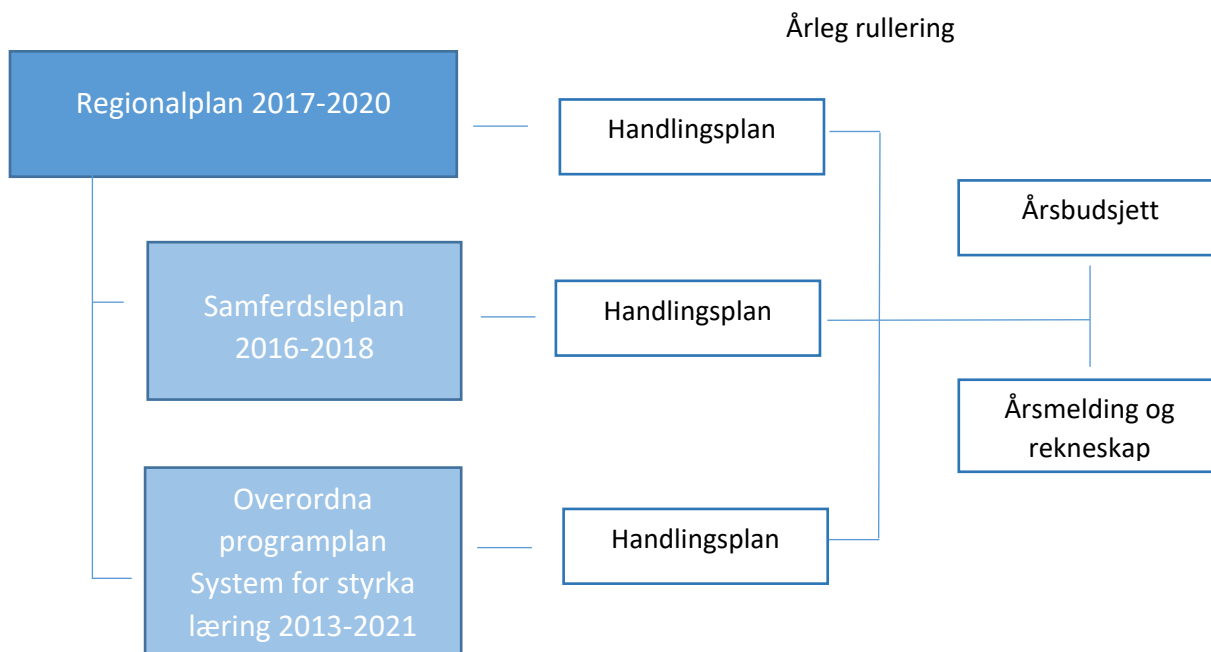 Årleg rullering
Regionalplan 2017-2020
Handlingsplan
Årsbudsjett
Samferdsleplan
2016-2018
Handlingsplan
Årsmelding og
rekneskap
Overordna
programplan
System for styrka
læring 2013-2021
Handlingsplan